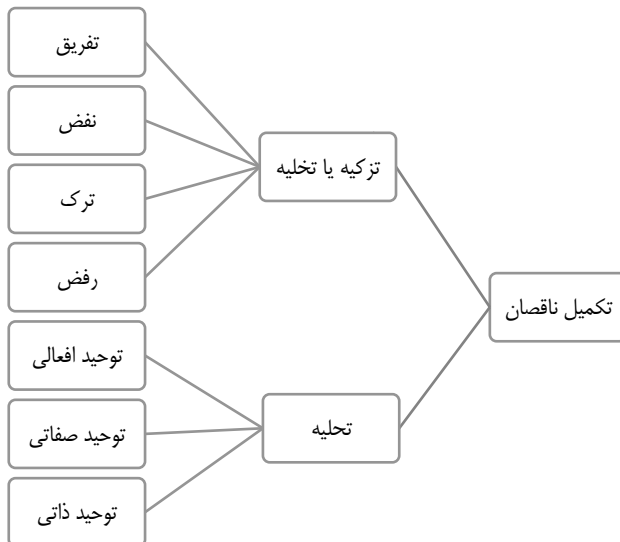 تکمیل ناقصان
تزکیه یا تخلیه
تفریق
نفض
ترک
رفض
تحلیه
توحید افعالی
توحید صفاتی
توحید ذاتی